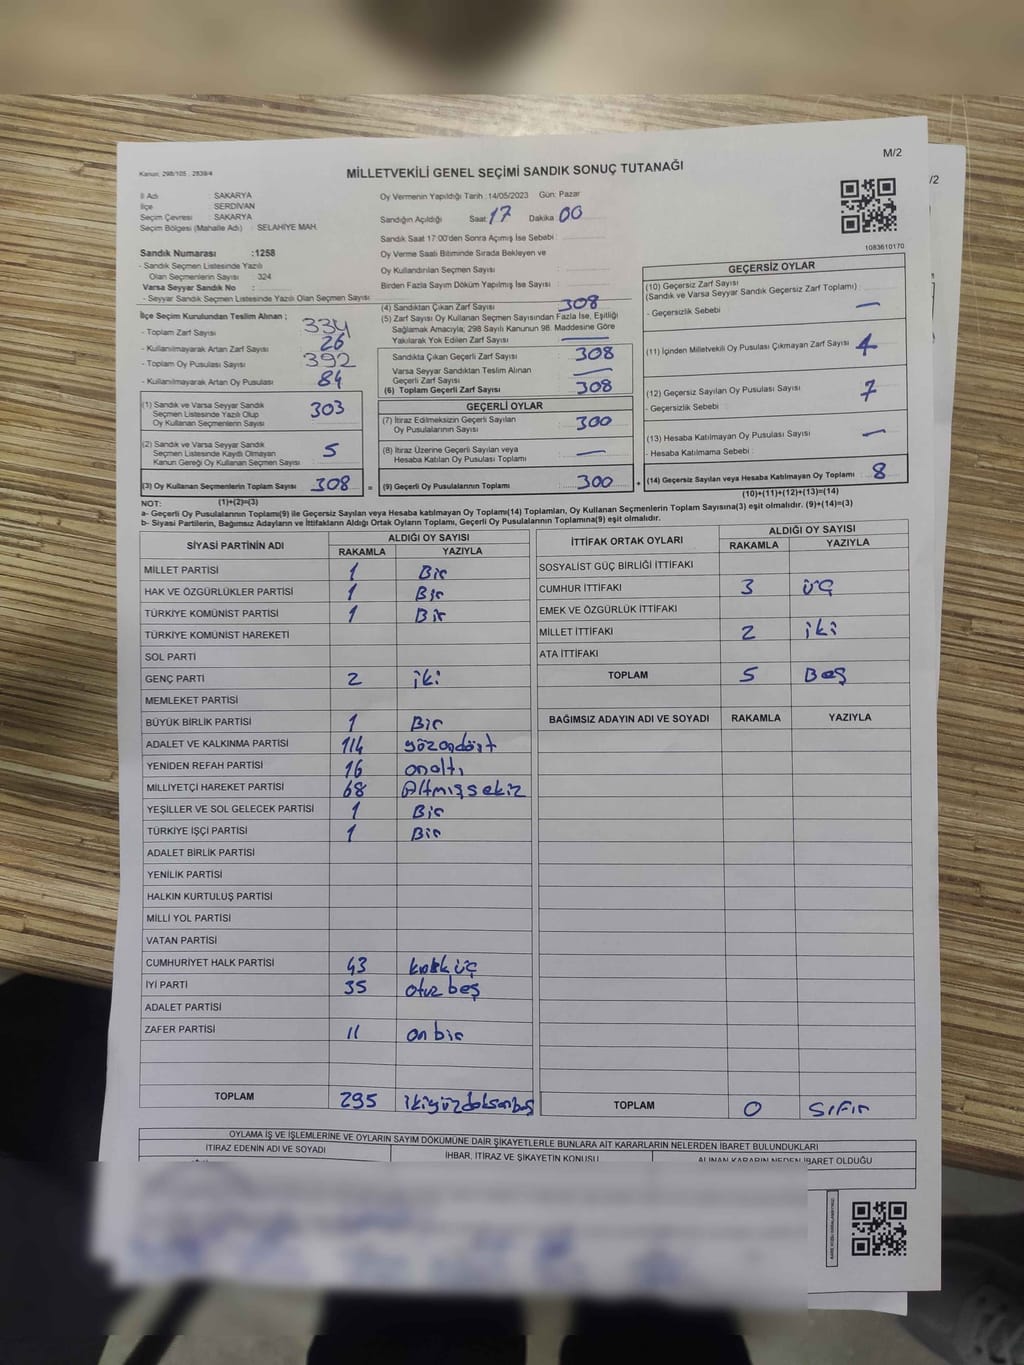 M/2
/2
Kanun: 298/105 , 2839/4
MİLLETVEKİLİ GENEL SEÇİMİ SANDIK SONUÇ TUTANAĞI
İl Adı SAKARYA
İlçe SERDİVAN
Seçim Çevresi SAKARYA
Seçim Bölgesi (Mahalle Adı) : SELAHİYE MAH.
Sandık Numarası :1258
- Sandık Seçmen Listesinde Yazılı
Olan Seçmenlerin Sayısı 324
Varsa Seyyar Sandık No :
- Seyyar Sandık Seçmen Listesinde Yazılı Olan Seçmen Sayısı
Oy Vermenin Yapıldığı Tarih :14/05/2023 Gün: Pazar
Sandığın Açıldığı Saat 17 Dakika 00
Sandık Saat 17:00'den Sonra Açımış İse Sebebi :
Oy Verme Saati Bitiminde Sırada Bekleyen ve
Oy Kullandırılan Seçmen Sayısı :
Birden Fazla Sayım Döküm Yapılmış İse Sayısı :
1083610170
İlçe Seçim Kurulundan Teslim Alınan ;
- Toplam Zarf Sayısı 334
- Kullanılmayarak Artan Zarf Sayısı 26
- Toplam Oy Pusulası Sayısı 392
- Kullanılmayarak Artan Oy Pusulası 84
(1) Sandık ve Varsa Seyyar Sandık
Seçmen Listesinde Yazılı Olup
Oy Kullanan Seçmenlerin Sayısı 303
(2) Sandık ve Varsa Seyyar Sandık
Seçmen Listesinde Kaydı Olmayan
Kanun Gereği Oy Kullanan Seçmen Sayısı 5
(3) Oy Kullanan Seçmenlerin Toplam Sayısı 308 =
(4) Sandıktan Çıkan Zarf Sayısı 308
(5) Zarf Sayısı Oy Kullanan Seçmen Sayısından Fazla İse, Eşitliği
Sağlamak Amacıyla; 298 Sayılı Kanunun 98. Maddesine Göre
Yakılarak Yok Edilen Zarf Sayısı —
Sandıkta Çıkan Geçerli Zarf Sayısı 308
Varsa Seyyar Sandıktan Teslim Alınan
Geçerli Zarf Sayısı —
(6) Toplam Geçerli Zarf Sayısı 308
GEÇERLİ OYLAR
(7) İtiraz Edilmeksizin Geçerli Sayılan
Oy Pusulalarının Sayısı 300
(8) İtiraz Üzerine Geçerli Sayılan veya
Hesaba Katılan Oy Pusulası Toplamı —
(9) Geçerli Oy Pusulalarının Toplamı 300 +
GEÇERSİZ OYLAR
(10) Geçersiz Zarf Sayısı
(Sandık ve Varsa Seyyar Sandık Geçersiz Zarf Toplamı) —
- Geçersizlik Sebebi :
(11) İçinden Milletvekili Oy Pusulası Çıkmayan Zarf Sayısı
(12) Geçersiz Sayılan Oy Pusulası Sayısı 7
- Geçersizlik Sebebi :
(13) Hesaba Katılmayan Oy Pusulası Sayısı —
- Hesaba Katılmama Sebebi :
(14) Geçersiz Sayılan veya Hesaba Katılmayan Oy Toplamı 8
(10)+(11)+(12)+(13)=(14)
NOT: (1)+(2)=(3)
a- Geçerli Oy Pusulalarının Toplamı(9) ile Geçersiz Sayılan veya Hesaba katılmayan Oy Toplamı(14) Toplamları, Oy Kullanan Seçmenlerin Toplam Sayısına(3) eşit olmalıdır. (9)+(14)=(3)
b- Siyasi Partilerin, Bağımsız Adayların ve İttifakların Aldığı Ortak Oyların Toplamı, Geçerli Oy Pusulalarının Toplamına(9) eşit olmalıdır.
SİYASİ PARTİNİN ADI ALDIĞI OY SAYISI
RAKAMLA YAZIYLA
MİLLET PARTİSİ 1 Bir
HAK VE ÖZGÜRLÜKLER PARTİSİ 1 Bir
TÜRKİYE KOMÜNİST PARTİSİ 1 Bir
TÜRKİYE KOMÜNİST HAREKETİ
SOL PARTİ
GENÇ PARTİ 2 iki
MEMLEKET PARTİSİ
BÜYÜK BİRLİK PARTİSİ 1 Bir
ADALET VE KALKINMA PARTİSİ 114 yüzondört
YENİDEN REFAH PARTİSİ 16 onaltı
MİLLİYETÇİ HAREKET PARTİSİ 68 Altmışsekiz
YEŞİLLER VE SOL GELECEK PARTİSİ 1 Bir
TÜRKİYE İŞÇİ PARTİSİ 1 Bir
ADALET BİRLİK PARTİSİ
YENİLİK PARTİSİ
HALKIN KURTULUŞ PARTİSİ
MİLLİ YOL PARTİSİ
VATAN PARTİSİ
CUMHURİYET HALK PARTİSİ 43 kırk üç
İYİ PARTİ 35 otuz beş
ADALET PARTİSİ
ZAFER PARTİSİ 11 on bir
TOPLAM 295 ikiyüzdoksanbeş
İTTİFAK ORTAK OYLARI ALDIĞI OY SAYISI
RAKAMLA YAZIYLA
SOSYALİST GÜÇ BİRLİĞİ İTTİFAKI
CUMHUR İTTİFAKI 3 üç
EMEK VE ÖZGÜRLÜK İTTİFAKI
MİLLET İTTİFAKI 2 iki
ATA İTTİFAKI
TOPLAM 5 Beş
BAĞIMSIZ ADAYIN ADI VE SOYADI RAKAMLA YAZIYLA
TOPLAM 0 sıfır
OYLAMA İŞ VE İŞLEMLERİNE VE OYLARIN SAYIM DÖKÜMÜNE DAİR ŞİKAYETLERLE BUNLARA AİT KARARLARIN NELERDEN İBARET BULUNDUKLARI
İTİRAZ EDENİN ADI VE SOYADI İHBAR, İTİRAZ VE ŞİKAYETİN KONUSU ALINAN KARARIN NEDEN İBARET OLDUĞU